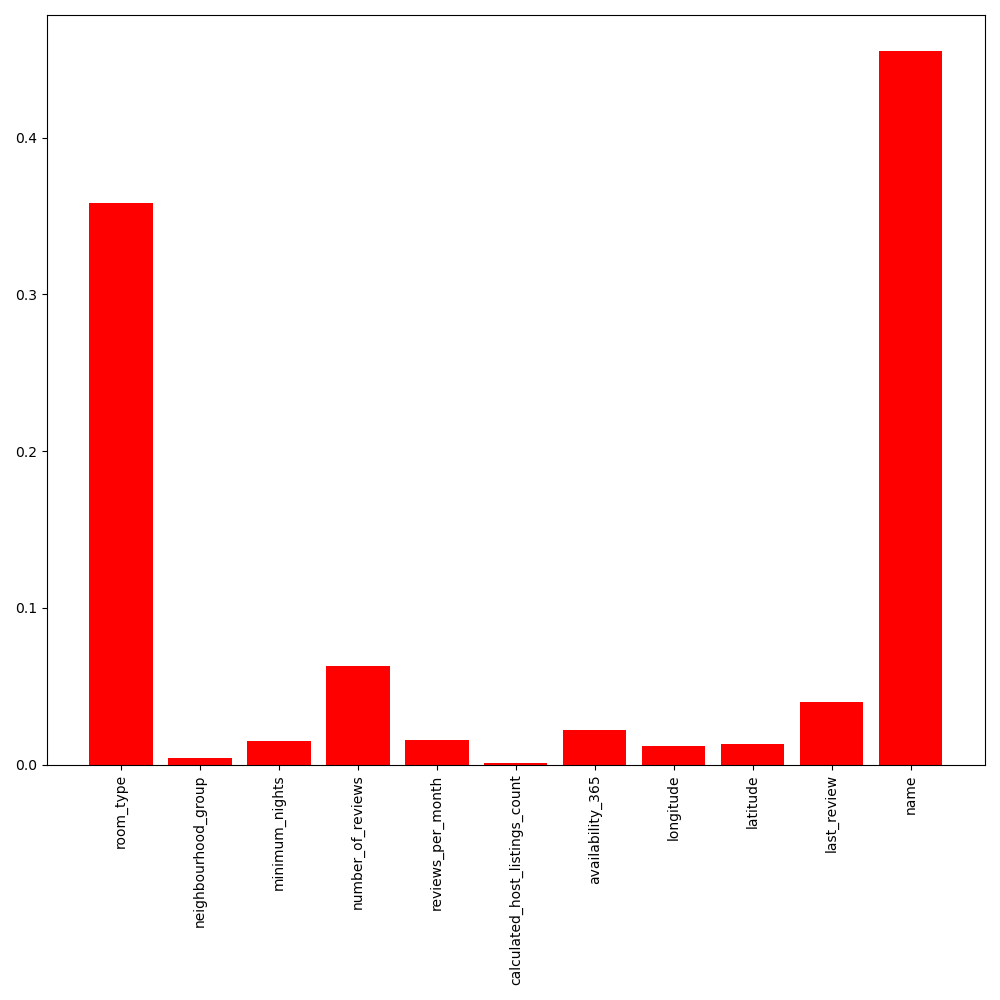 0.4
0.3
0.2
0.1
0.0
room_type
neighbourhood_group
minimum_nights
number_of_reviews
reviews_per_month
calculated_host_listings_count
availability_365
longitude
latitude
last_review
name